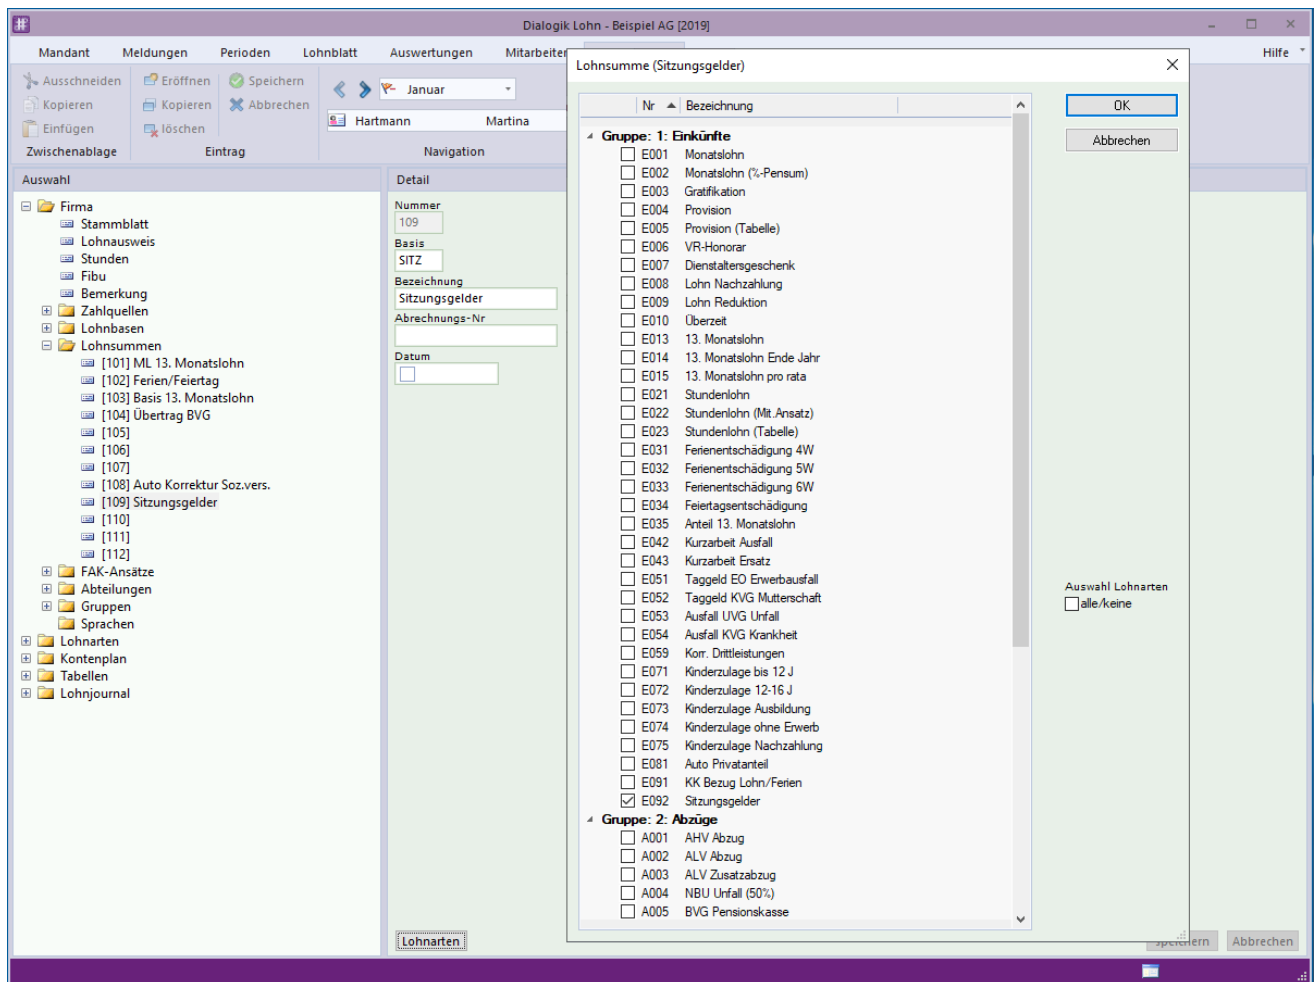 Dialogik Lohn - Beispiel AG [2019]
Mandant Meldungen Perioden Lohnblatt Auswertungen Mitarbeiter Hilfe
Ausschneiden
Kopieren
Einfügen
Zwischenablage
Eröffnen
Kopieren
löschen
Speichern
Abbrechen
Eintrag
Januar
Hartmann Martina
Navigation
Auswahl
Firma
Stammblatt
Lohnausweis
Stunden
Fibu
Bemerkung
Zahlquellen
Lohnbasen
Lohnsummen
[101] ML 13. Monatslohn
[102] Ferien/Feiertag
[103] Basis 13. Monatslohn
[104] Übertrag BVG
[105]
[106]
[107]
[108] Auto Korrektur Soz.vers.
[109] Sitzungsgelder
[110]
[111]
[112]
FAK-Ansätze
Abteilungen
Gruppen
Sprachen
Lohnarten
Kontenplan
Tabellen
Lohnjournal
Detail
Nummer
109
Basis
SITZ
Bezeichnung
Sitzungsgelder
Abrechnungs-Nr
Datum
Lohnarten
Lohnsumme (Sitzungsgelder)
Nr Bezeichnung
Gruppe: 1: Einkünfte
E001 Monatslohn
E002 Monatslohn (%-Pensum)
E003 Gratifikation
E004 Provision
E005 Provision (Tabelle)
E006 VR-Honorar
E007 Dienstaltersgeschenk
E008 Lohn Nachzahlung
E009 Lohn Reduktion
E010 Überzeit
E013 13. Monatslohn
E014 13. Monatslohn Ende Jahr
E015 13. Monatslohn pro rata
E021 Stundenlohn
E022 Stundenlohn (Mit.Ansatz)
E023 Stundenlohn (Tabelle)
E031 Ferienentschädigung 4W
E032 Ferienentschädigung 5W
E033 Ferienentschädigung 6W
E034 Feiertagsentschädigung
E035 Anteil 13. Monatslohn
E042 Kurzarbeit Ausfall
E043 Kurzarbeit Ersatz
E051 Taggeld EO Erwerbausfall
E052 Taggeld KVG Mutterschaft
E053 Ausfall UVG Unfall
E054 Ausfall KVG Krankheit
E059 Korr. Drittleistungen
E071 Kinderzulage bis 12 J
E072 Kinderzulage 12-16 J
E073 Kinderzulage Ausbildung
E074 Kinderzulage ohne Erwerb
E075 Kinderzulage Nachzahlung
E081 Auto Privatanteil
E091 KK Bezug Lohn/Ferien
E092 Sitzungsgelder
Gruppe: 2: Abzüge
A001 AHV Abzug
A002 ALV Abzug
A003 ALV Zusatzabzug
A004 NBU Unfall (50%)
A005 BVG Pensionskasse
OK
Abbrechen
Auswahl Lohnarten
alle/keine
Abbrechen